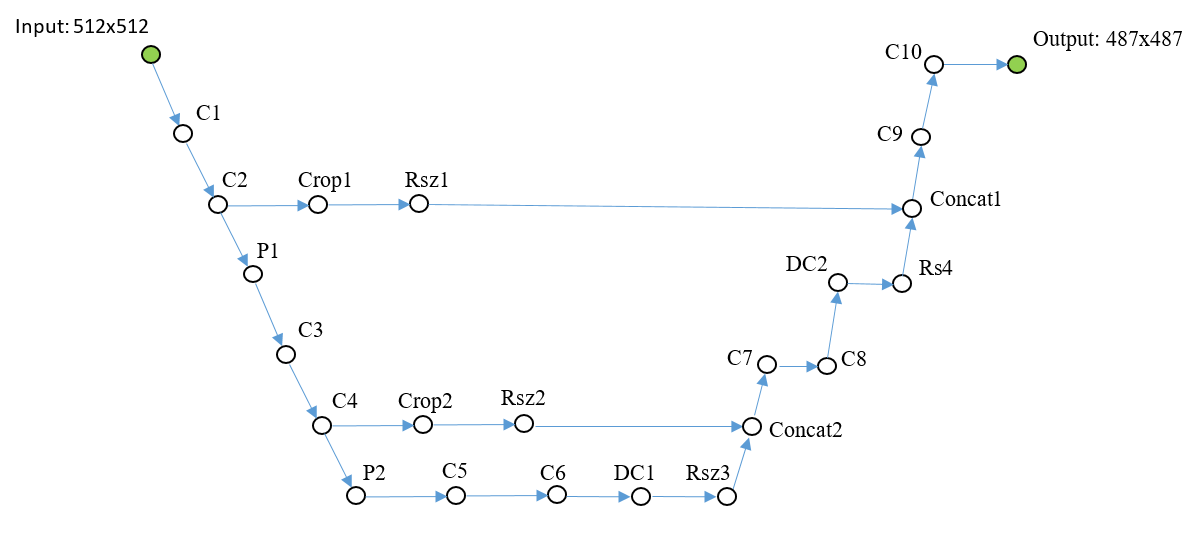 Input: 512x512
Output: 487x487
C10
C1
C9
C2
Crop1
Rsz1
Concat1
P1
DC2
Rs4
C3
C7
C8
C4
Crop2
Rsz2
Concat2
P2
C5
C6
DC1
Rsz3